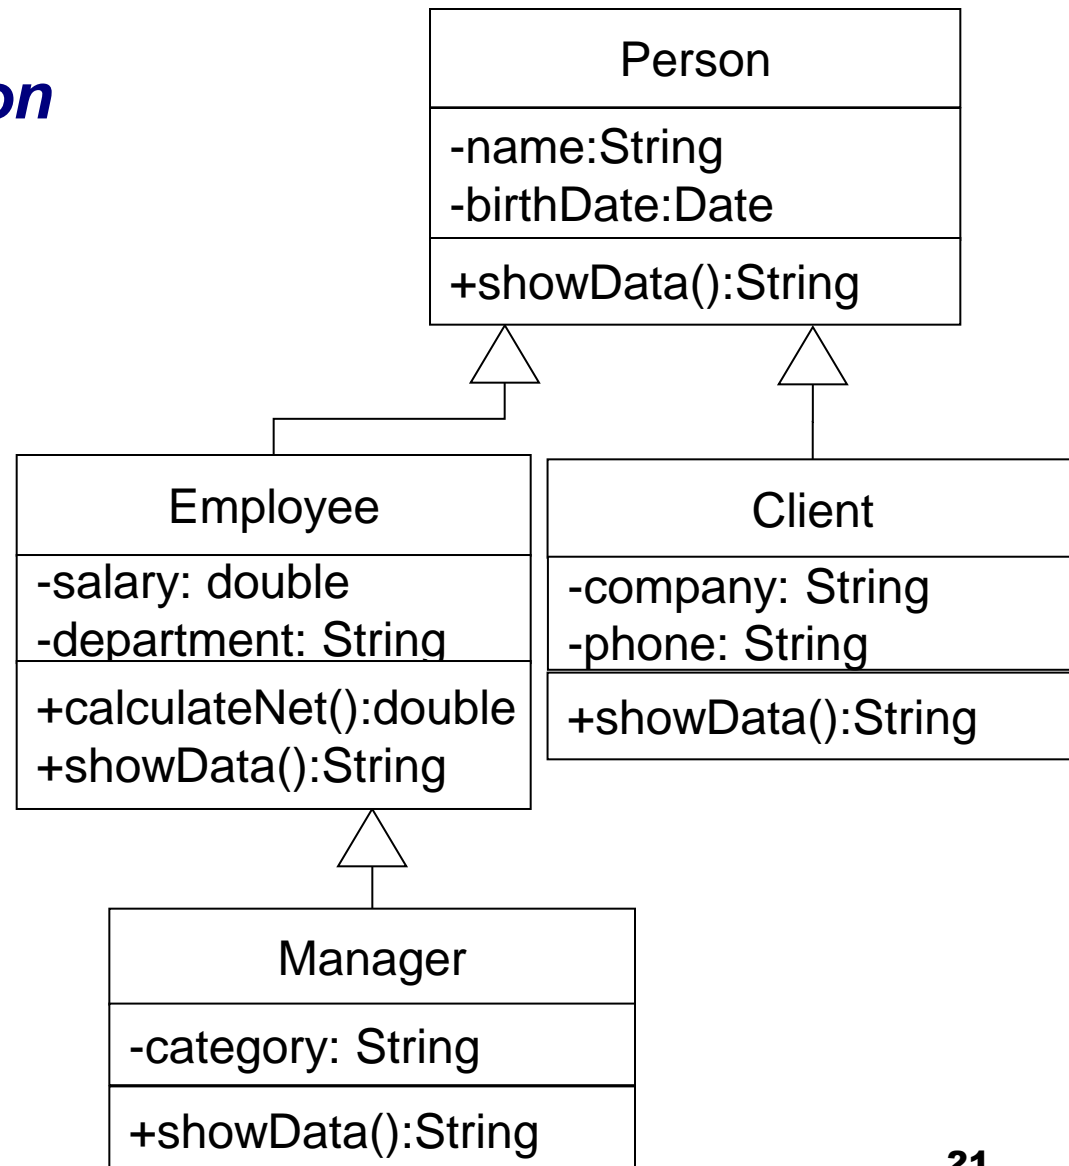 on
Person
-name:String
-birthDate:Date
+showData():String
Employee
-salary: double
-department: String
+calculateNet():double
+showData():String
Client
-company: String
-phone: String
+showData():String
Manager
-category: String
+showData():String
21